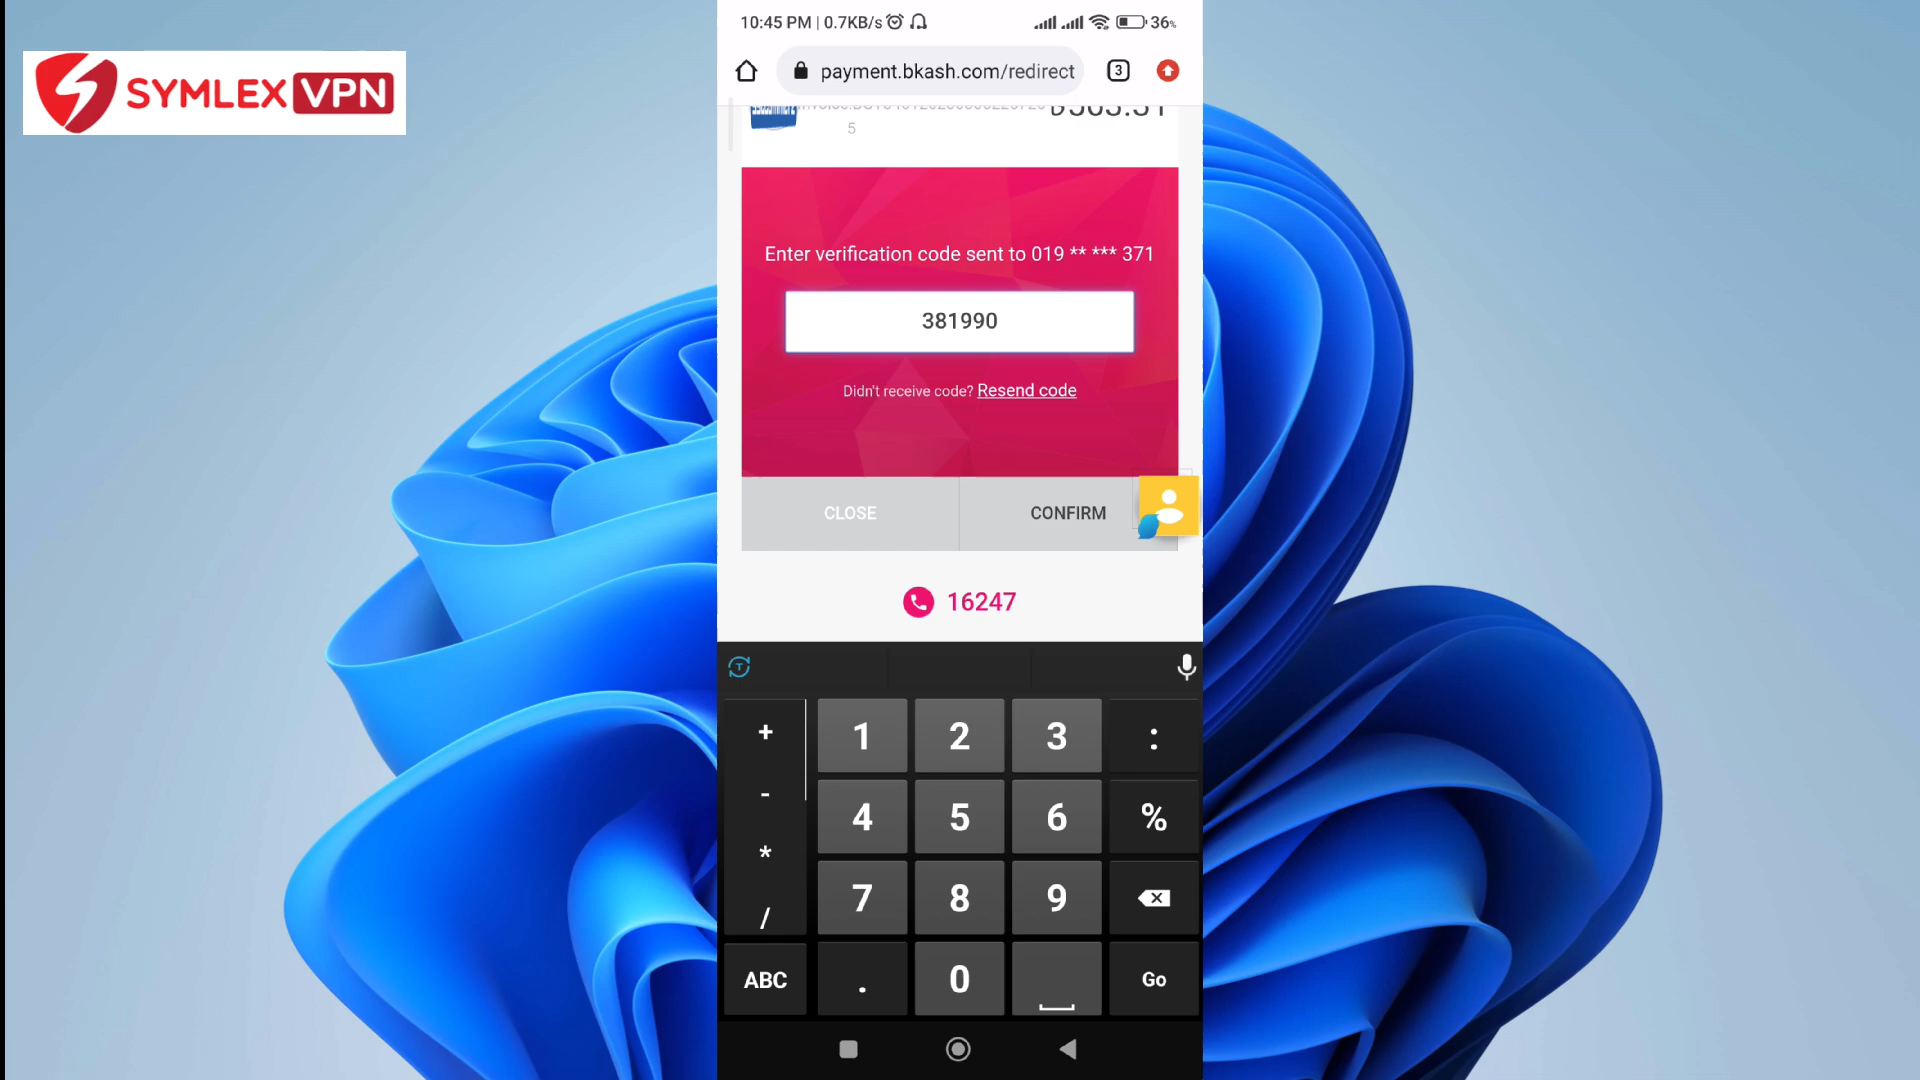 10:45 PM | 0.7KB/s
36%
SYMLEX VPN
payment.bkash.com/redirect
3
5
Enter verification code sent to 019 ** *** 371
381990
Didn't receive code? Resend code
CLOSE
CONFIRM
16247
+ 1 2 3 :
- 4 5 6 %
* 7 8 9
/
ABC . 0 Go